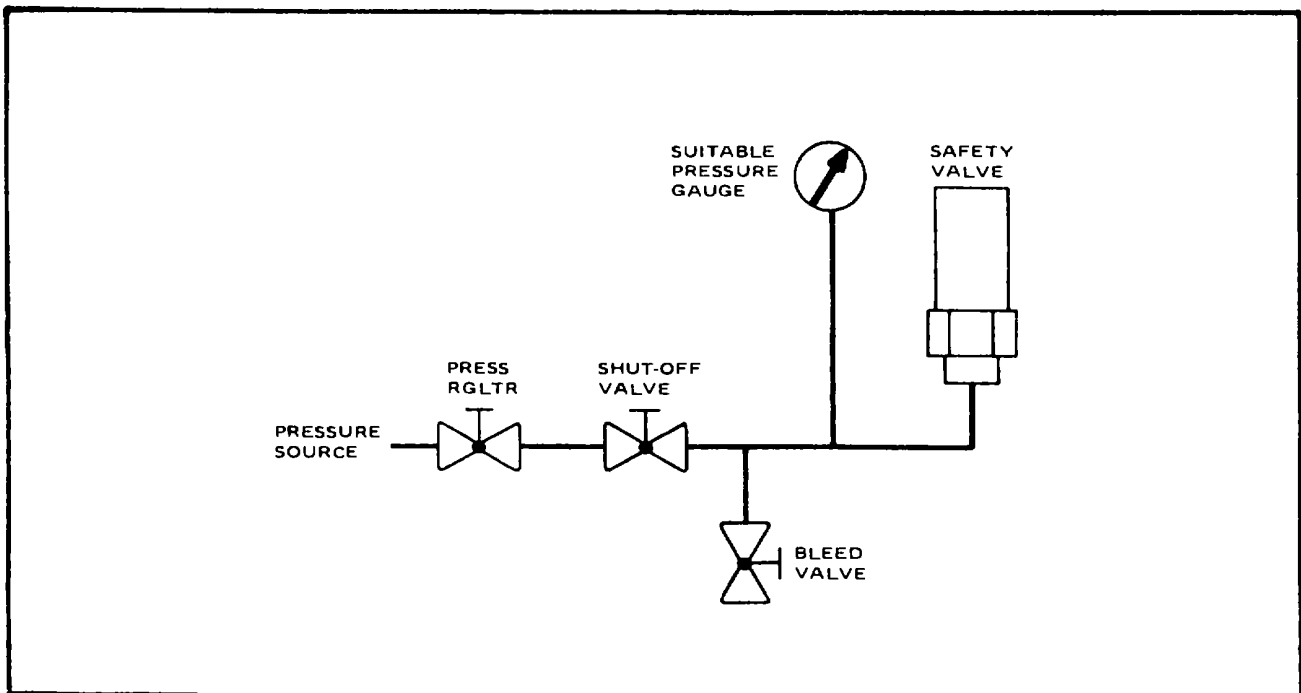 SUITABLE
PRESSURE
GAUGE
SAFETY
VALVE
PRESS
RGLTR
SHUT-OFF
VALVE
PRESSURE
SOURCE
BLEED
VALVE